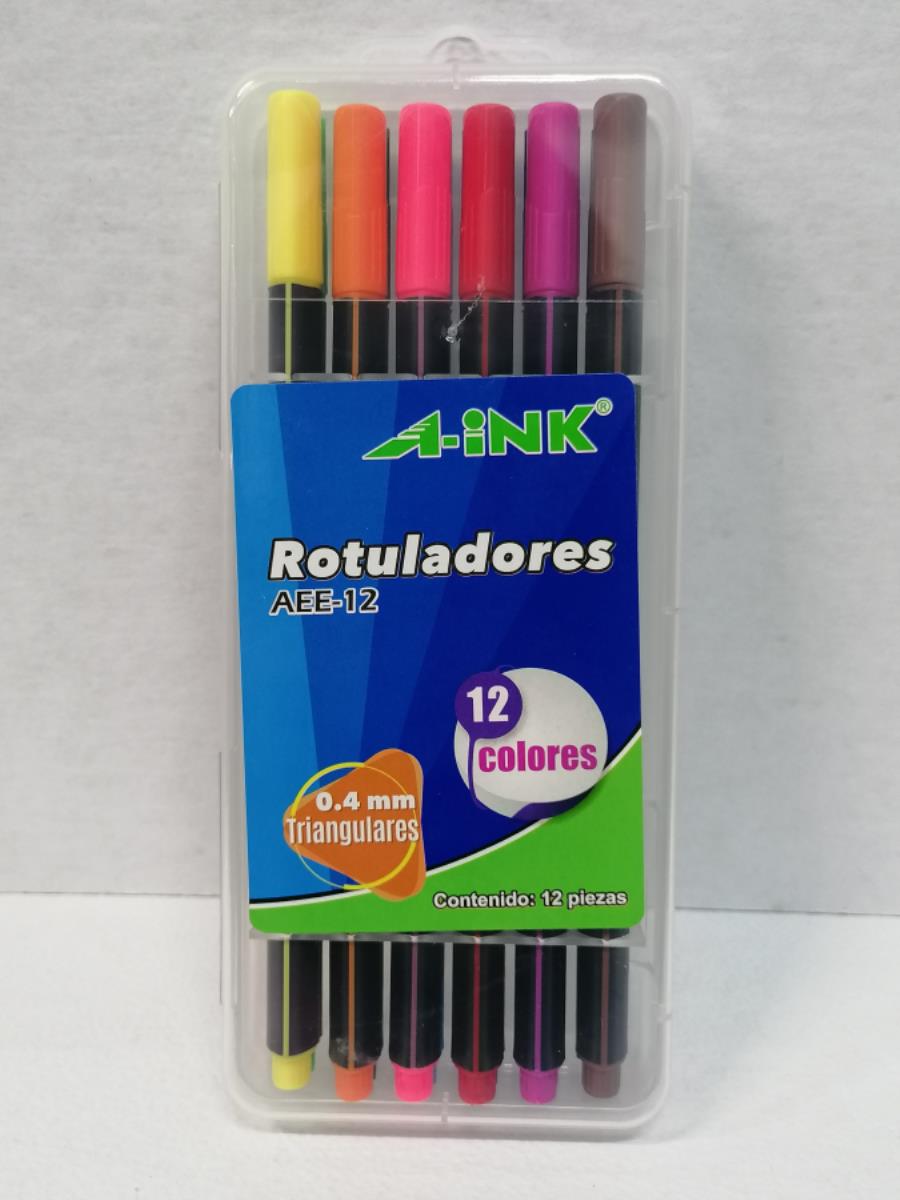 A-iNK®
Rotuladores
AEE-12
12
colores
0.4 mm
Triangulares
Contenido: 12 piezas